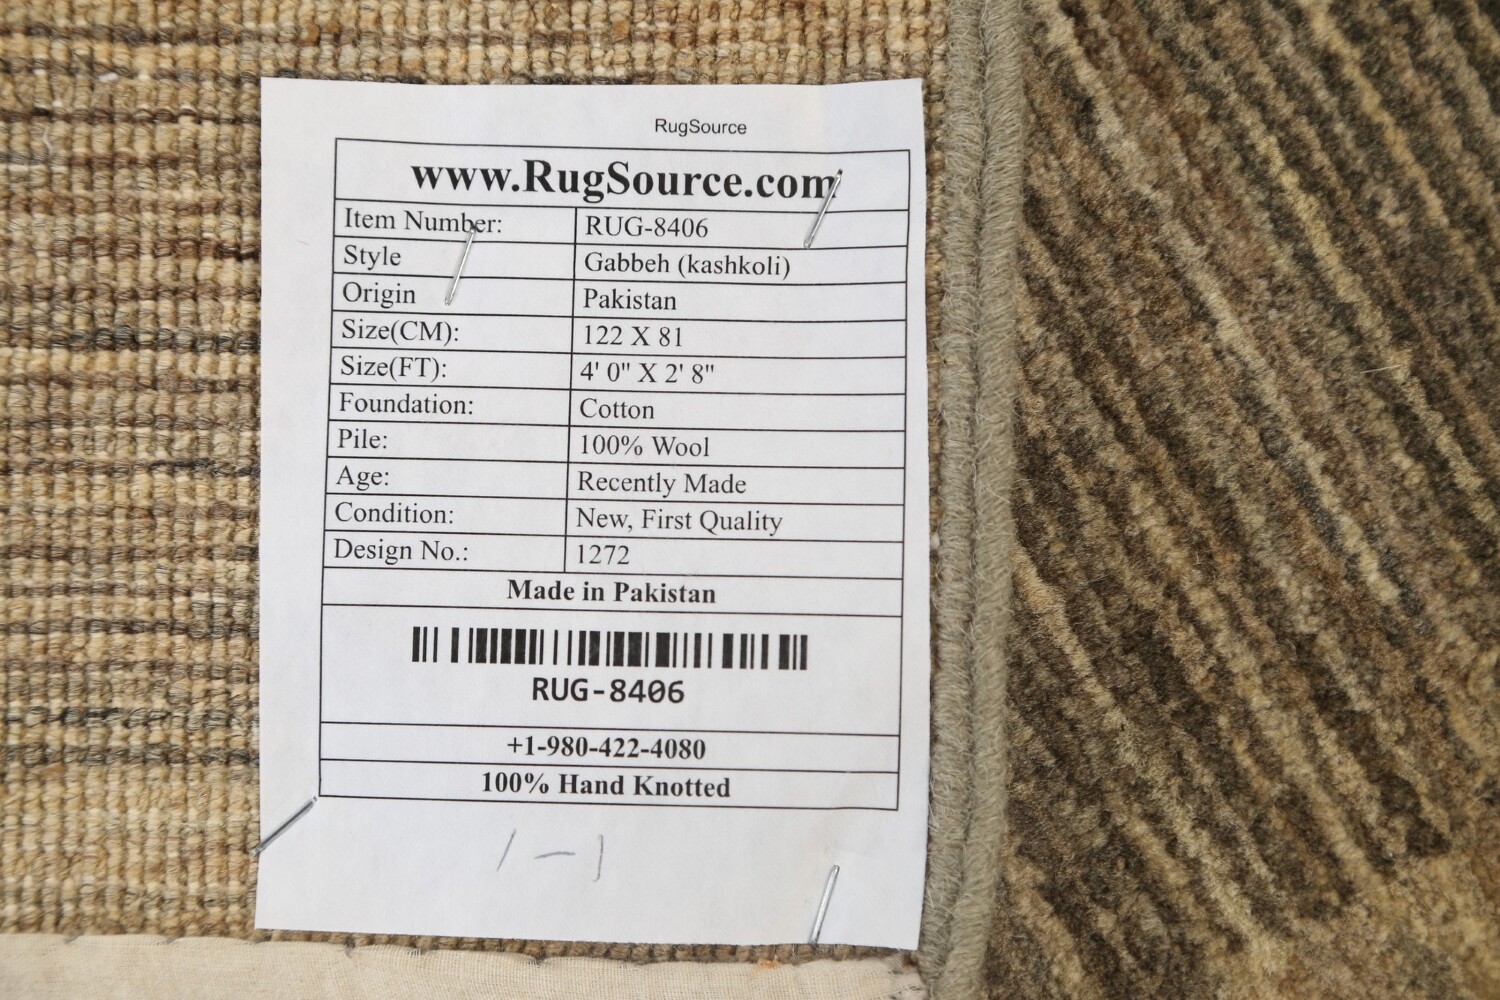 RugSource
www.RugSource.com
Item Number: RUG-8406
Style Gabbeh (kashkoli)
Origin Pakistan
Size(CM): 122 X 81
Size(FT): 4' 0" X 2' 8"
Foundation: Cotton
Pile: 100% Wool
Age: Recently Made
Condition: New, First Quality
Design No.: 1272
Made in Pakistan
RUG-8406
+1-980-422-4080
100% Hand Knotted
1-1